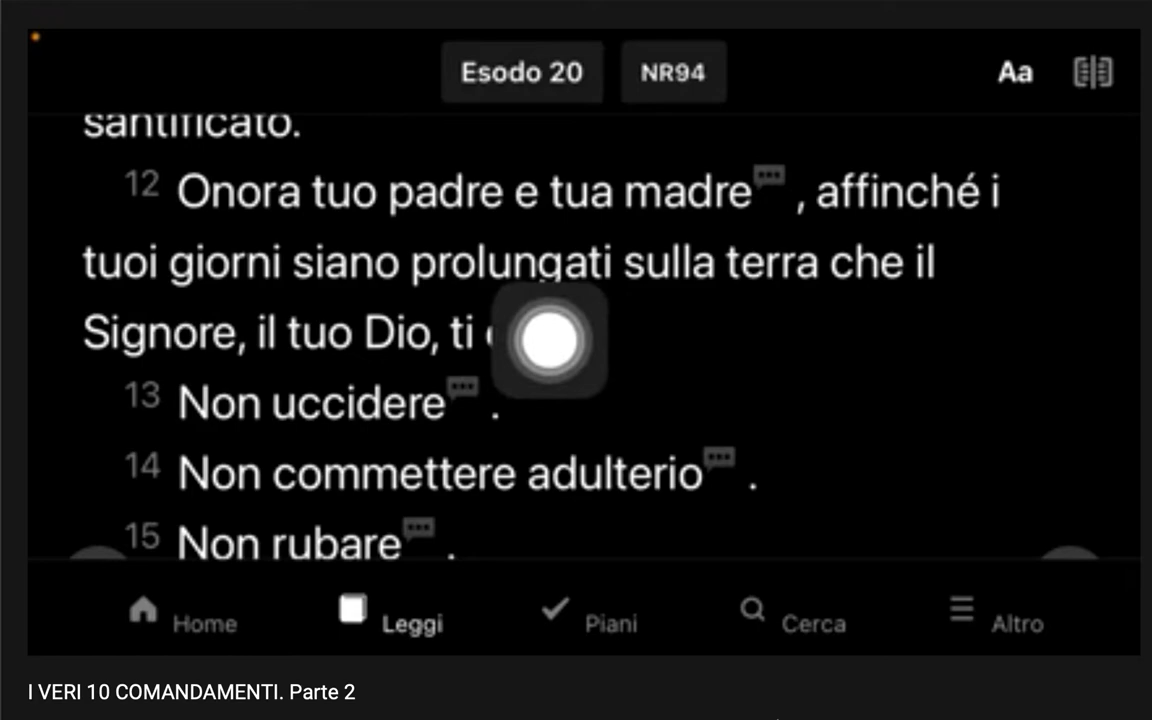 Esodo 20 NR94 Aa
santificato.
12 Onora tuo padre e tua madre , affinché i
tuoi giorni siano prolungati sulla terra che il
Signore, il tuo Dio, ti
13 Non uccidere .
14 Non commettere adulterio .
15 Non rubare .
Home Leggi Piani Cerca Altro
I VERI 10 COMANDAMENTI. Parte 2